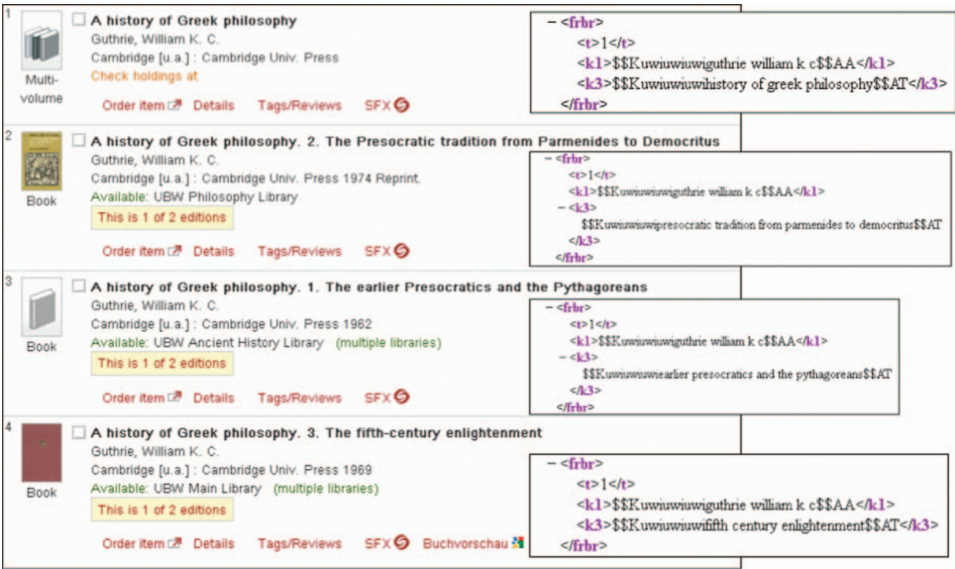 1
A history of Greek philosophy
Guthrie, William K. C.
Cambridge [u.a.] : Cambridge Univ. Press
Check holdings at
Multi-
volume
Order item Details Tags/Reviews SFX
– <frbr>
<t>1</t>
<k1>$$Kuwiuwiuwiguthrie william k c$$AA</k1>
<k3>$$Kuwiuwiuwihistory of greek philosophy$$AT</k3>
</frbr>
2
A history of Greek philosophy. 2. The Presocratic tradition from Parmenides to Democritus
Guthrie, William K. C.
Cambridge [u.a.] : Cambridge Univ. Press 1974 Reprint.
Available: UBW Philosophy Library
Book
This is 1 of 2 editions
Order item Details Tags/Reviews SFX
– <frbr>
<t>1</t>
<k1>$$Kuwiuwiuwiguthrie william k c$$AA</k1>
– <k3>
$$Kuwiuwiuwipresocratic tradition from parmenides to democritus$$AT
</k3>
</frbr>
3
A history of Greek philosophy. 1. The earlier Presocratics and the Pythagoreans
Guthrie, William K. C.
Cambridge [u.a.] : Cambridge Univ. Press 1962
Available: UBW Ancient History Library (multiple libraries)
Book
This is 1 of 2 editions
Order item Details Tags/Reviews SFX
– <frbr>
<t>1</t>
<k1>$$Kuwiuwiuwiguthrie william k c$$AA</k1>
– <k3>
$$Kuwiuwiuwiearlier presocratics and the pythagoreans$$AT
</k3>
</frbr>
4
A history of Greek philosophy. 3. The fifth-century enlightenment
Guthrie, William K. C.
Cambridge [u.a.] : Cambridge Univ. Press 1969
Available: UBW Main Library (multiple libraries)
Book
This is 1 of 2 editions
Order item Details Tags/Reviews SFX Buchvorschau
– <frbr>
<t>1</t>
<k1>$$Kuwiuwiuwiguthrie william k c$$AA</k1>
<k3>$$Kuwiuwiuwififth century enlightenment$$AT</k3>
</frbr>